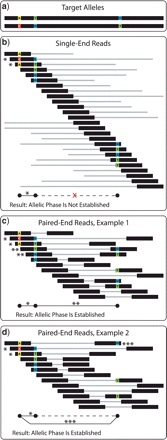 a) Target Alleles
b) Single-End Reads
*
*
X
Result: Allelic Phase Is Not Established
c) Paired-End Reads, Example 1
*
*
**
**
*
**
Result: Allelic Phase Is Established
d) Paired-End Reads, Example 2
***
*
*
*
***
Result: Allelic Phase Is Established